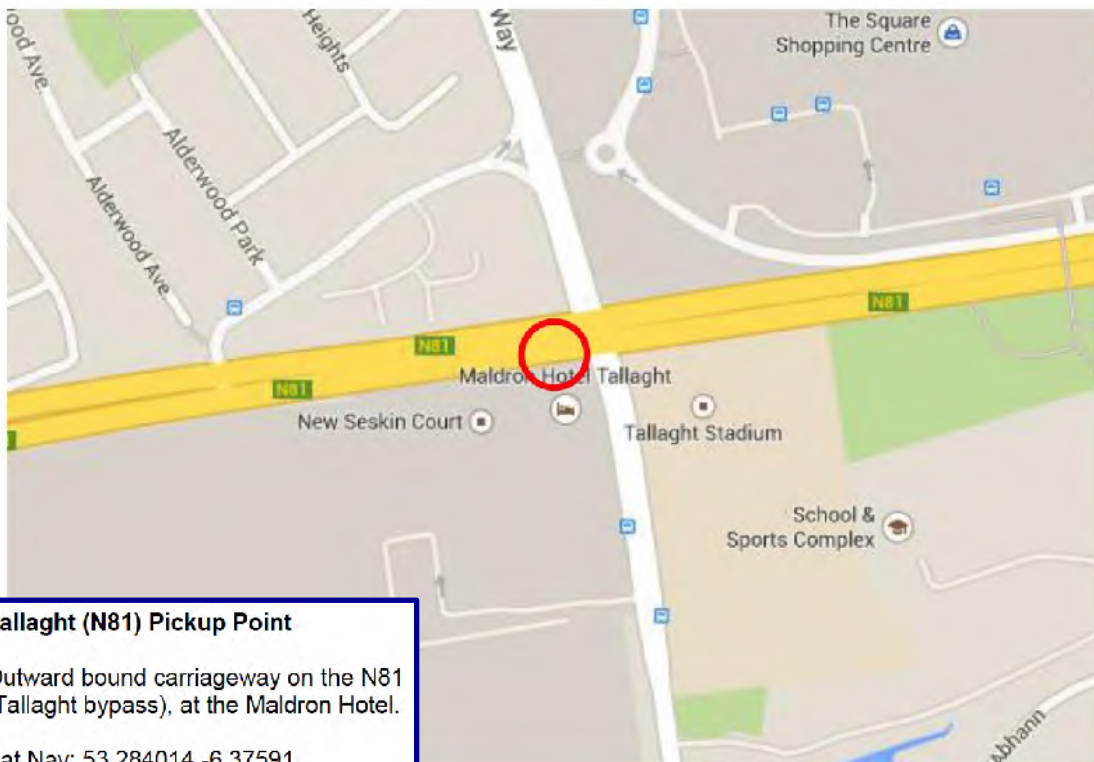 ood Ave.
Heights
Way
The Square
Shopping Centre
Alderwood Park
Alderwood Ave.
N81
N81
N81
Maldron Hotel Tallaght
New Seskin Court
Tallaght Stadium
School &
Sports Complex
Abhann
allaght (N81) Pickup Point
Outward bound carriageway on the N81
Tallaght bypass), at the Maldron Hotel.
at Nav: 53.284014,-6.37591